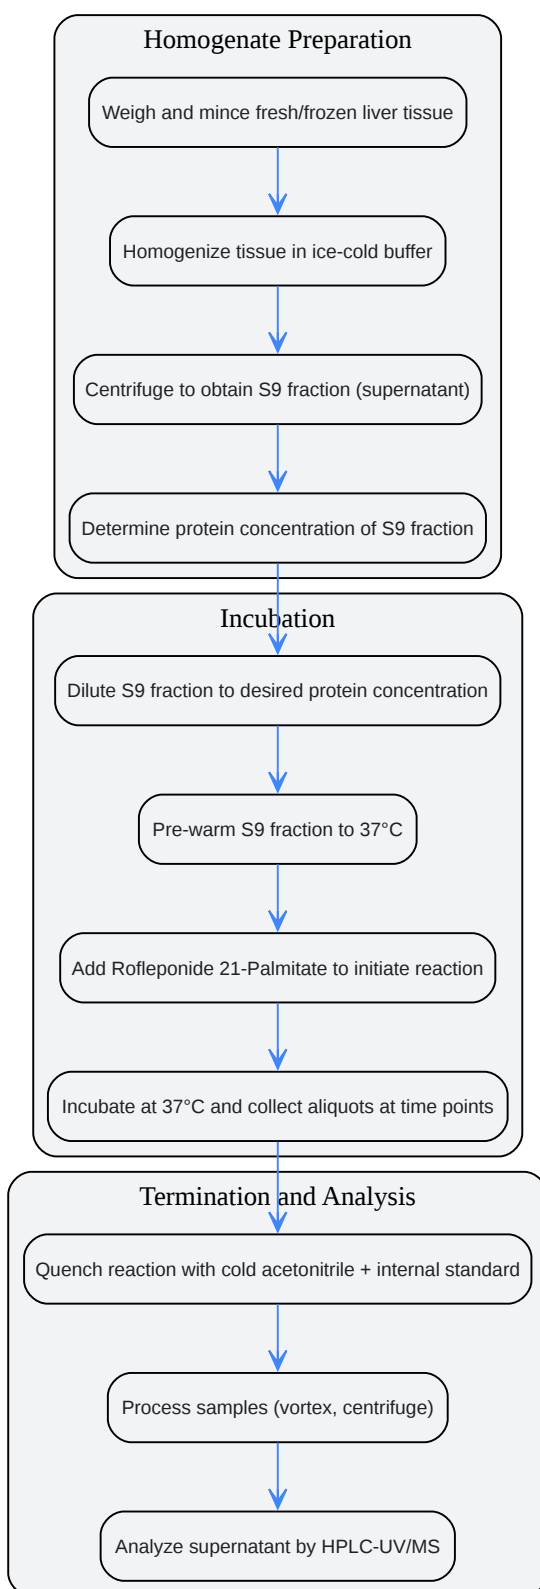 Homogenate Preparation
Weigh and mince fresh/frozen liver tissue
Homogenize tissue in ice-cold buffer
Centrifuge to obtain S9 fraction (supernatant)
Determine protein concentration of S9 fraction
Incubation
Dilute S9 fraction to desired protein concentration
Pre-warm S9 fraction to 37°C
Add Rofleponide 21-Palmitate to initiate reaction
Incubate at 37°C and collect aliquots at time points
Termination and Analysis
Quench reaction with cold acetonitrile + internal standard
Process samples (vortex, centrifuge)
Analyze supernatant by HPLC-UV/MS